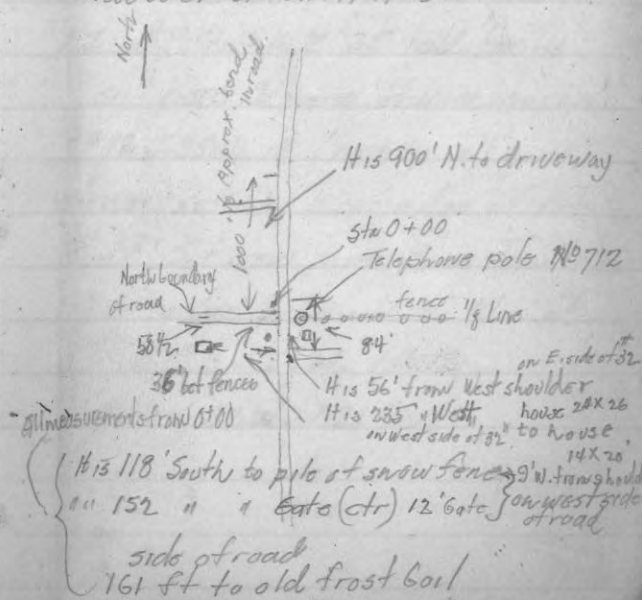 North
1000' to Approx. bend
in road
It is 900' N. to driveway
Sta 0+00
Telephone pole No 712
North boundary
of road
fence 1/8 Line
58 1/2
84'
36' bet fences
on E. side of 32"
It is 56' from West shoulder
house 24 X 26
All measurements from 0+00
It is 235' " West,
on west side of 32" to house
14 X 20'
It is 118' South to pile of snow fence
9' W. from should
" " 152 " " Gate (ctr) 12' Gate
on west side
of road
side of road
161 ft to old frost boil